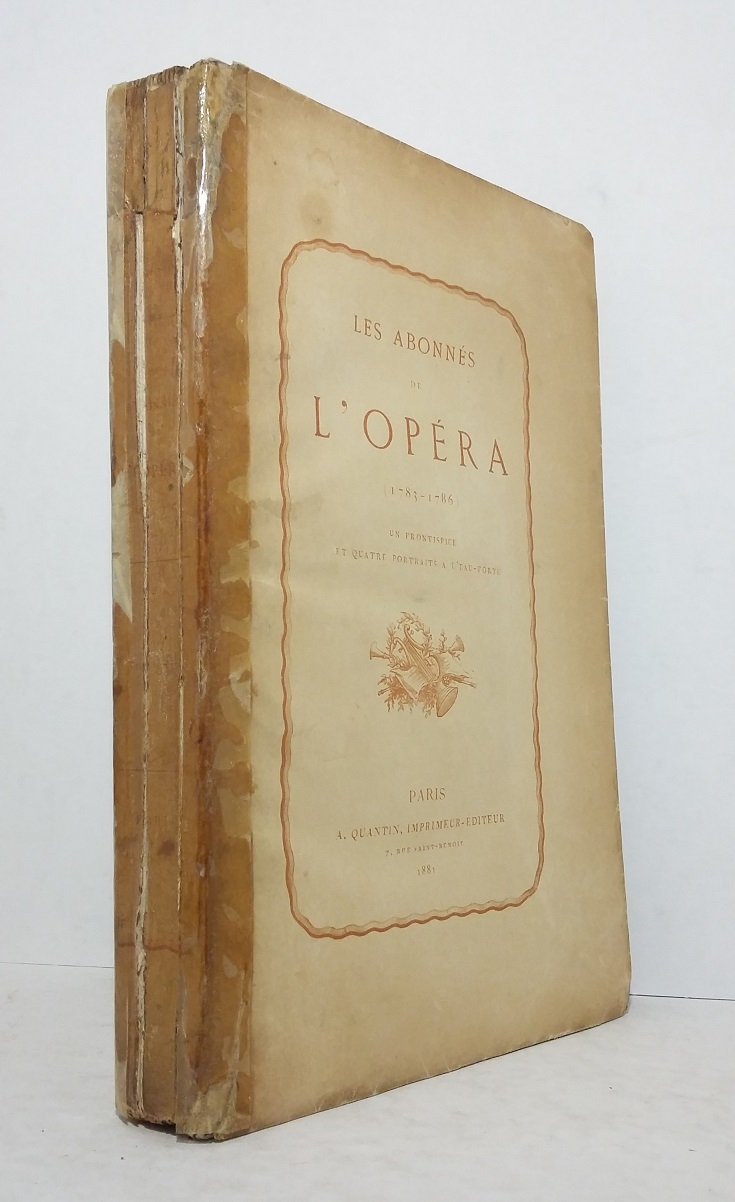 LES ABONNÉS
DE
L'OPÉRA
(1783-1786)
UN FRONTISPICE
ET QUATRE PORTRAITS A L'EAU-FORTE
PARIS
A. QUANTIN, IMPRIMEUR-EDITEUR
7, RUE SAINT-BENOIT
1881